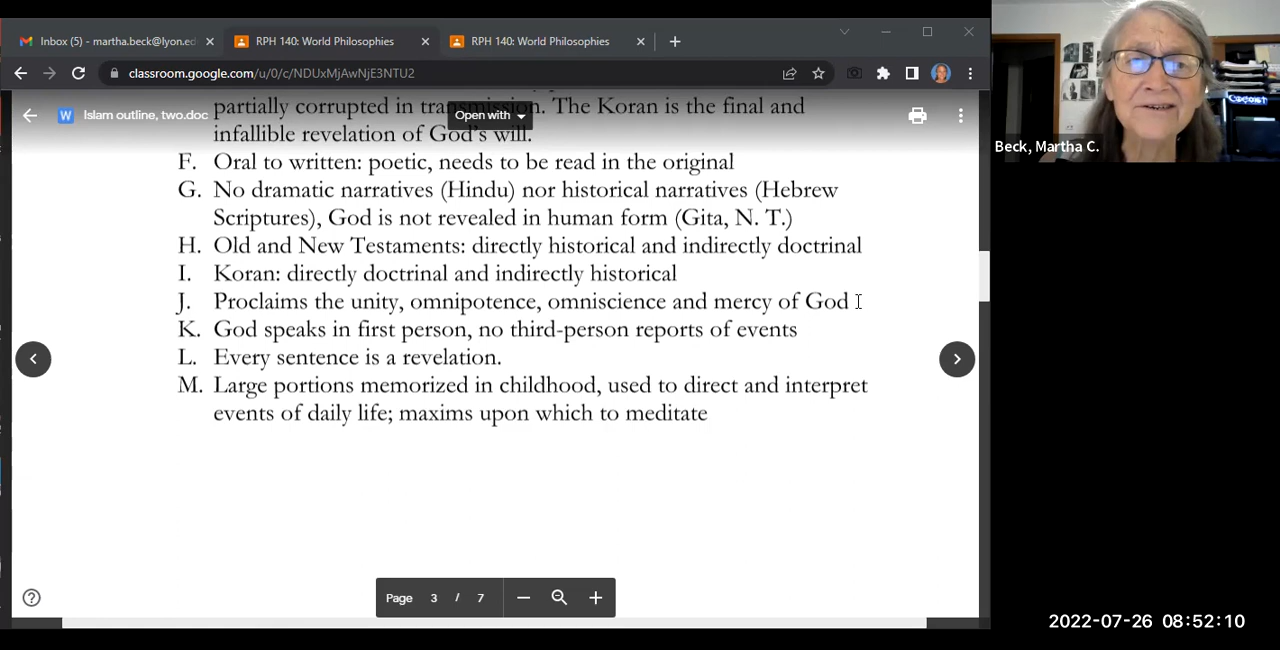 Inbox (5) - martha.beck@lyon.ed
RPH 140: World Philosophies
RPH 140: World Philosophies
classroom.google.com/u/0/c/NDUxMjAwNjE3NTU2
partially corrupted in transmission. The Koran is the final and
Islam outline, two.doc
Open with
infallible revelation of God's will.
F. Oral to written: poetic, needs to be read in the original
G. No dramatic narratives (Hindu) nor historical narratives (Hebrew
Scriptures), God is not revealed in human form (Gita, N. T.)
H. Old and New Testaments: directly historical and indirectly doctrinal
I. Koran: directly doctrinal and indirectly historical
J. Proclaims the unity, omnipotence, omniscience and mercy of God
K. God speaks in first person, no third-person reports of events
L. Every sentence is a revelation.
M. Large portions memorized in childhood, used to direct and interpret
events of daily life; maxims upon which to meditate
Page 3 / 7
Beck, Martha C.
2022-07-26 08:52:10